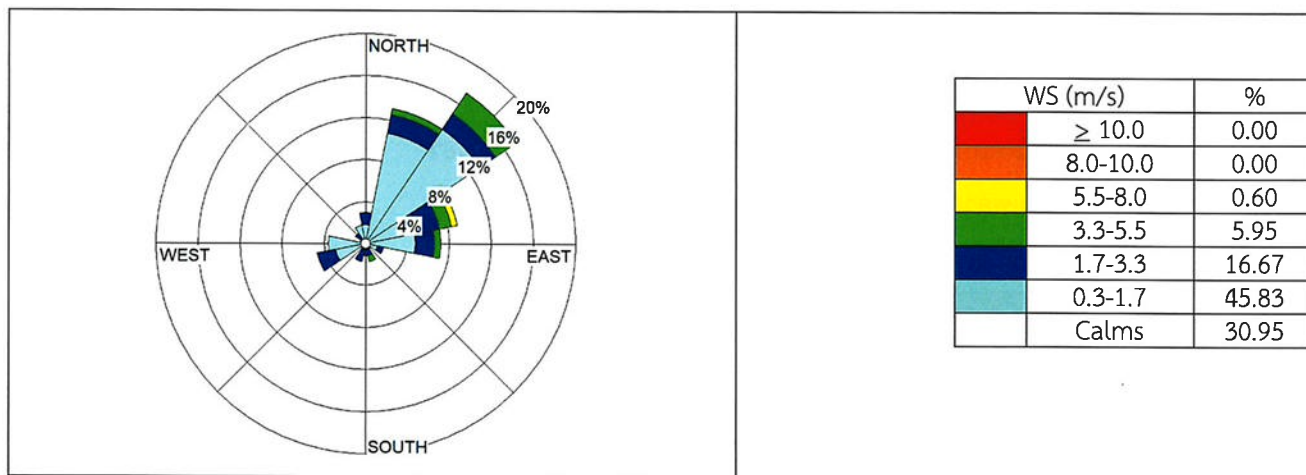 NORTH
20%
16%
12%
8%
4%
WEST
EAST
SOUTH
WS (m/s) %
≥ 10.0 0.00
8.0-10.0 0.00
5.5-8.0 0.60
3.3-5.5 5.95
1.7-3.3 16.67
0.3-1.7 45.83
Calms 30.95